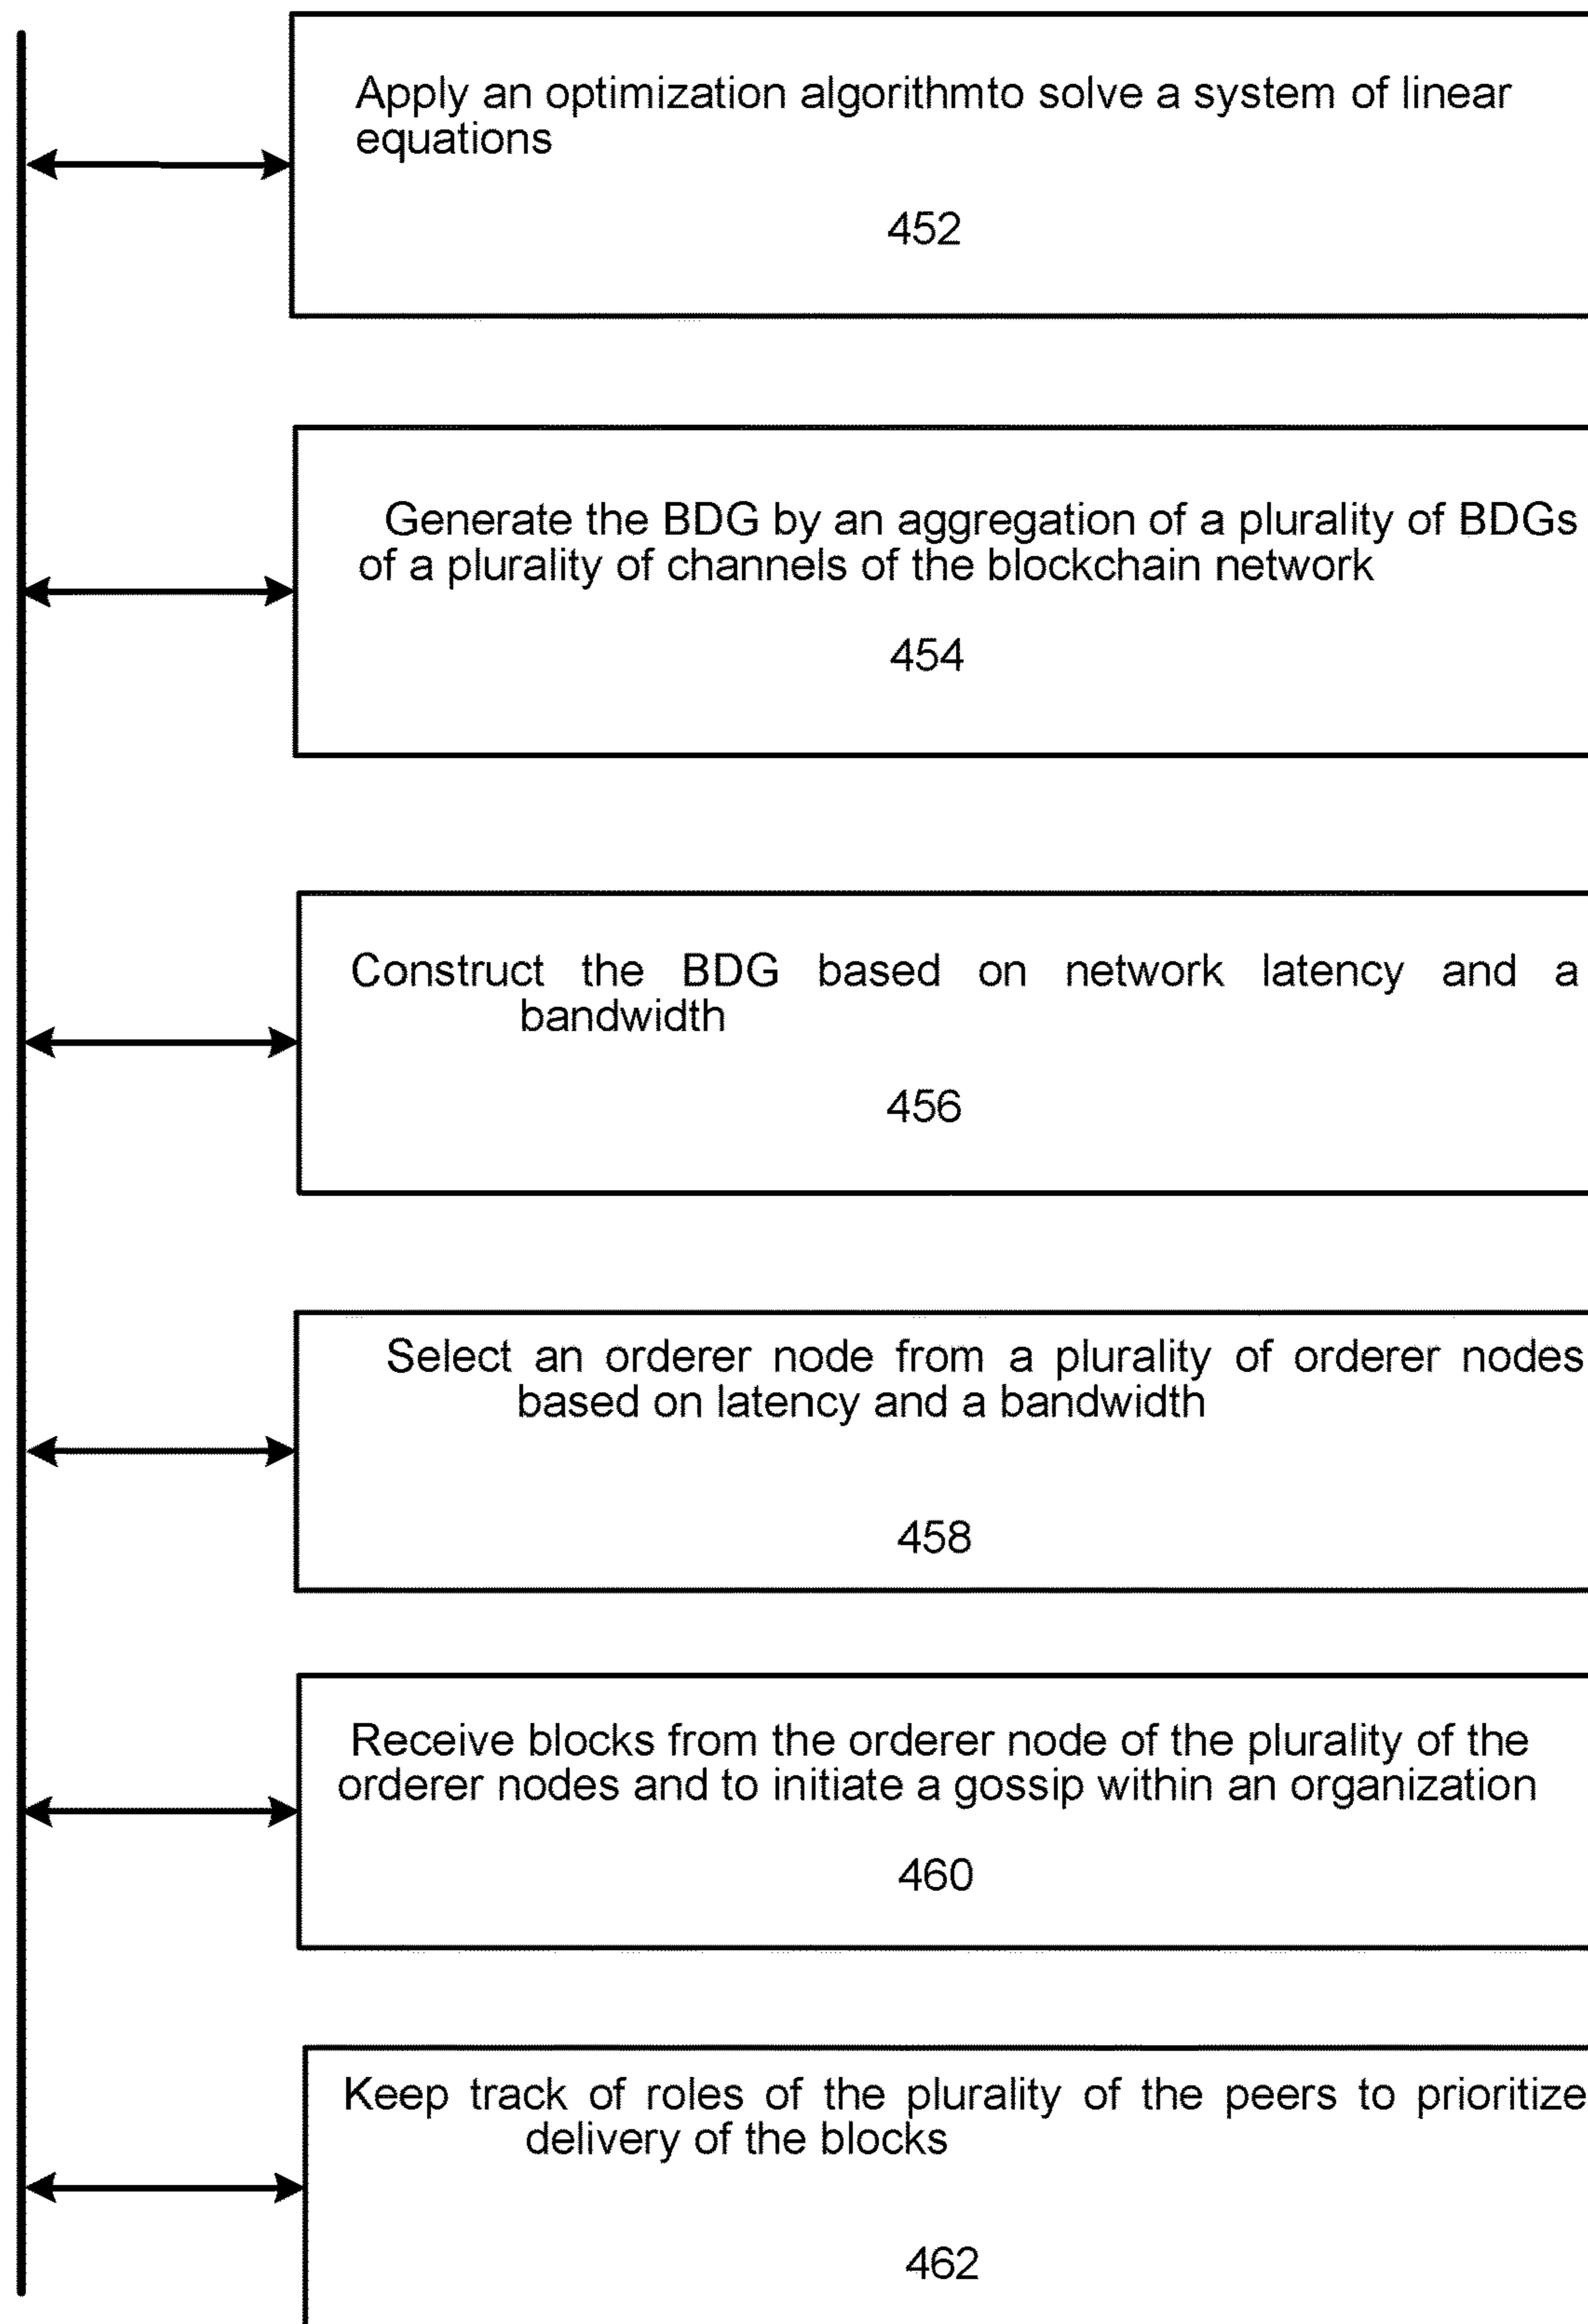 Apply an optimization algorithmto solve a system of linear
equations
452
Generate the BDG by an aggregation of a plurality of BDGs
of a plurality of channels of the blockchain network
454
Construct the BDG based on network latency and a
bandwidth
456
Select an orderer node from a plurality of orderer nodes
based on latency and a bandwidth
458
Receive blocks from the orderer node of the plurality of the
orderer nodes and to initiate a gossip within an organization
460
Keep track of roles of the plurality of the peers to prioritize
delivery of the blocks
462